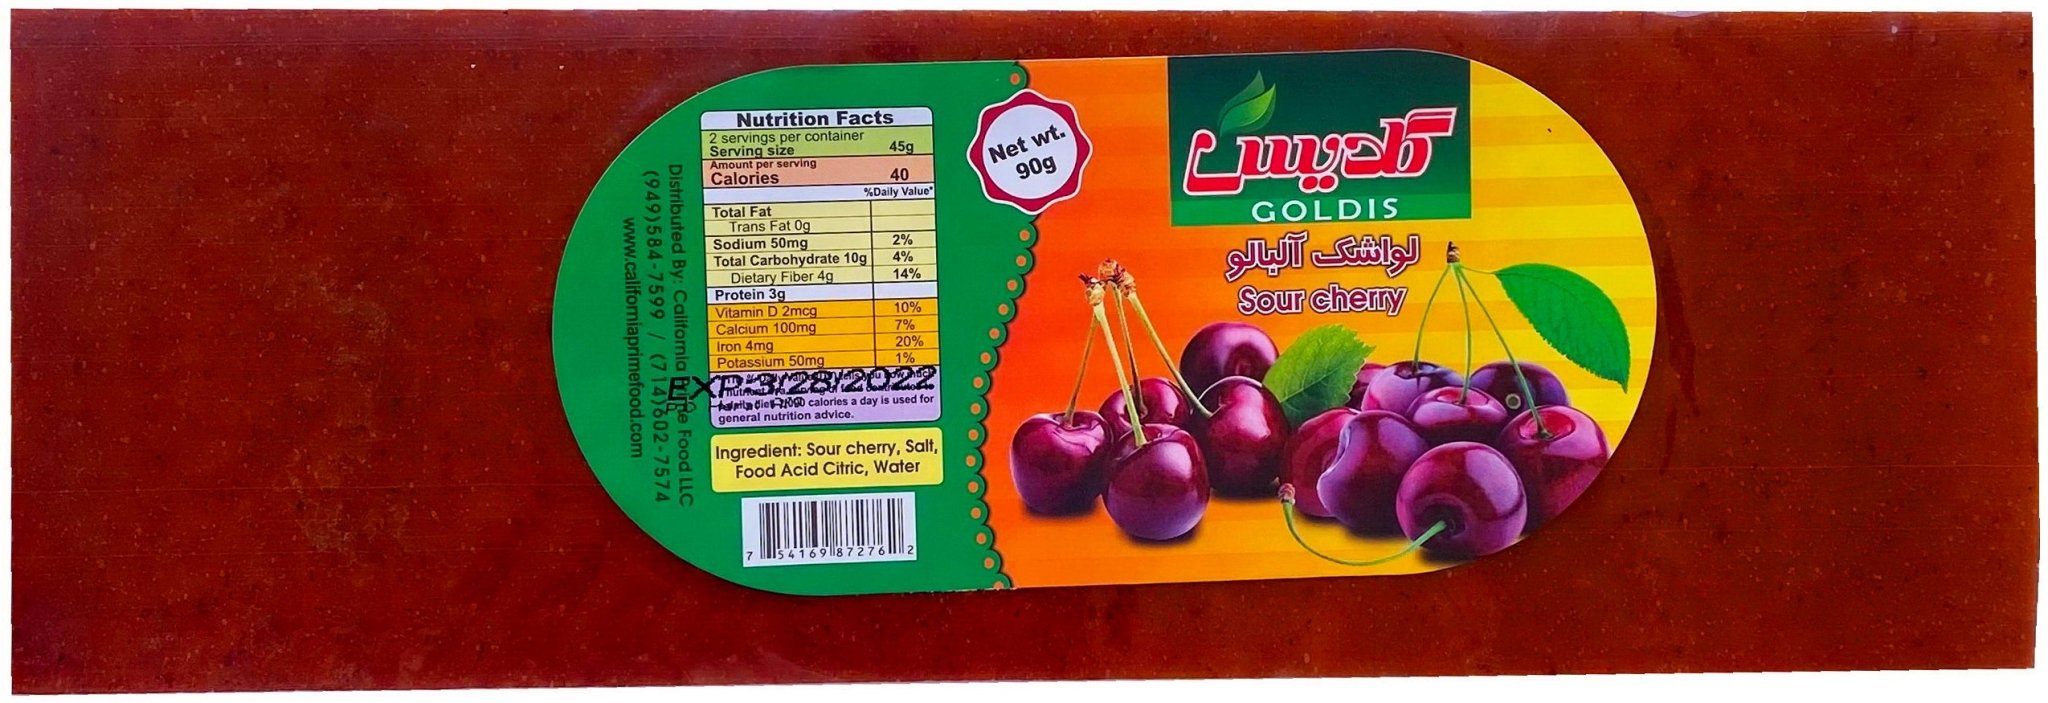 Distributed By: California Prime Food LLC
(949)584-7599 / (714)602-7574
www.californiaprimefood.com
Nutrition Facts
2 servings per container
Serving size 45g
Amount per serving
Calories 40
%Daily Value*
Total Fat
Trans Fat 0g
Sodium 50mg 2%
Total Carbohydrate 10g 4%
Dietary Fiber 4g 14%
Protein 3g
Vitamin D 2mcg 10%
Calcium 100mg 7%
Iron 4mg 20%
Potassium 50mg 1%
EXP:3/28/2022
calories a day is used for
general nutrition advice.
Ingredient: Sour cherry, Salt,
Food Acid Citric, Water
7 54169 87276 2
Net wt.
90g
گلدیس
GOLDIS
لواشک آلبالو
Sour cherry